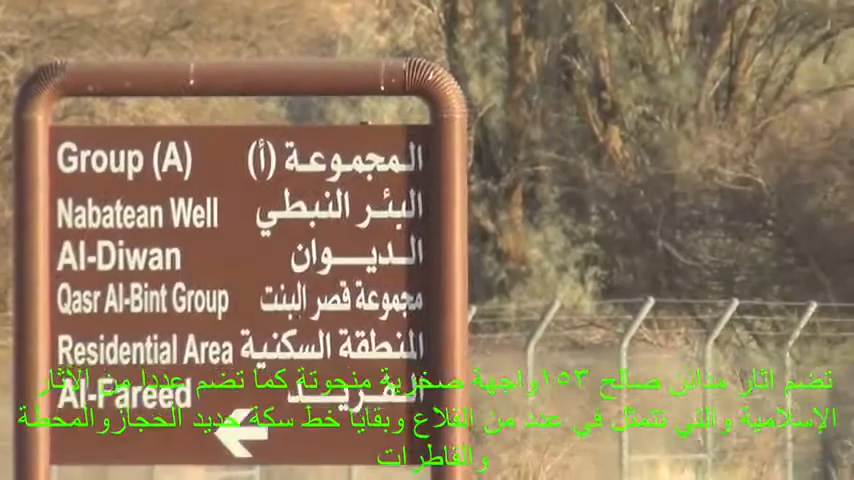 Group (A) المجموعة (أ)
Nabatean Well البئر النبطي
Al-Diwan الديوان
Qasr Al-Bint Group مجموعة قصر البنت
Residential Area المنطقة السكنية
Al-Fareed الفريد
تضم اثار مدائن صالح ١٥٣واجهة صخرية منحوتة كما تضم عددا من الآثار
الإسلامية والتي تتمثل في عدد من القلاع وبقايا خط سكة حديد الحجازوالمحطة
والقاطرات